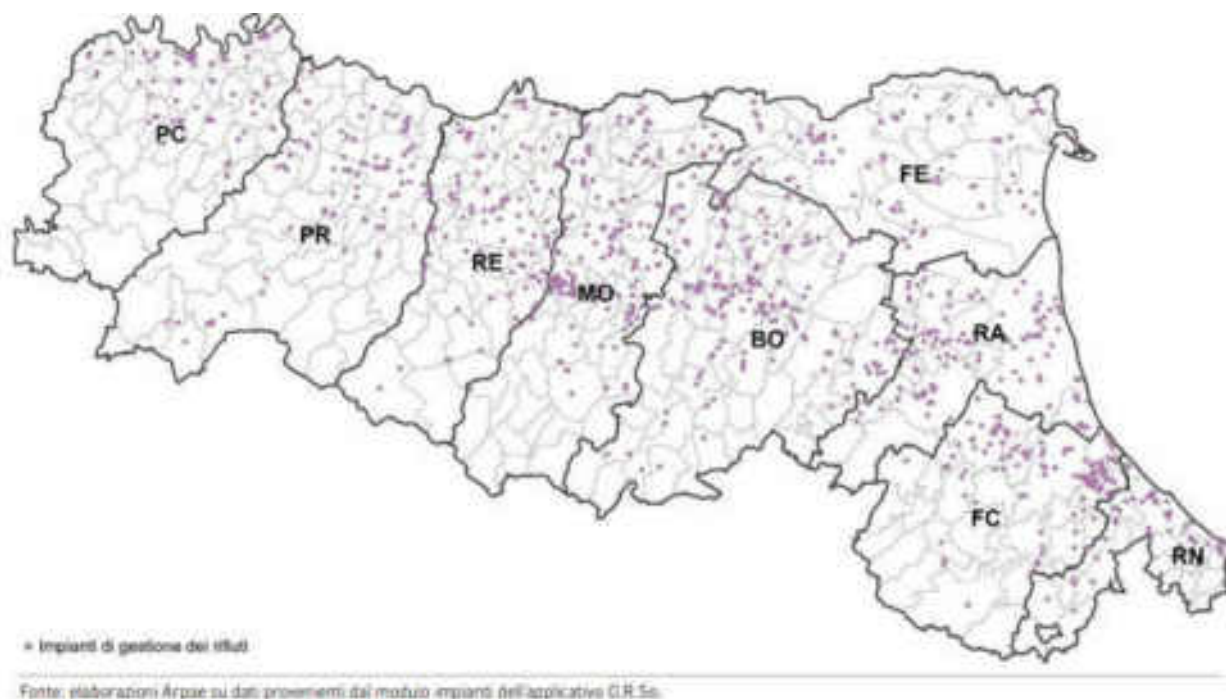 PC
FE
PR
RE
MO
BO
RA
FC
RN
Impianti di gestione dei rifiuti
Fonte: elaborazioni Arpae su dati provenienti dal modulo impianti dell'applicativo O.R.So.